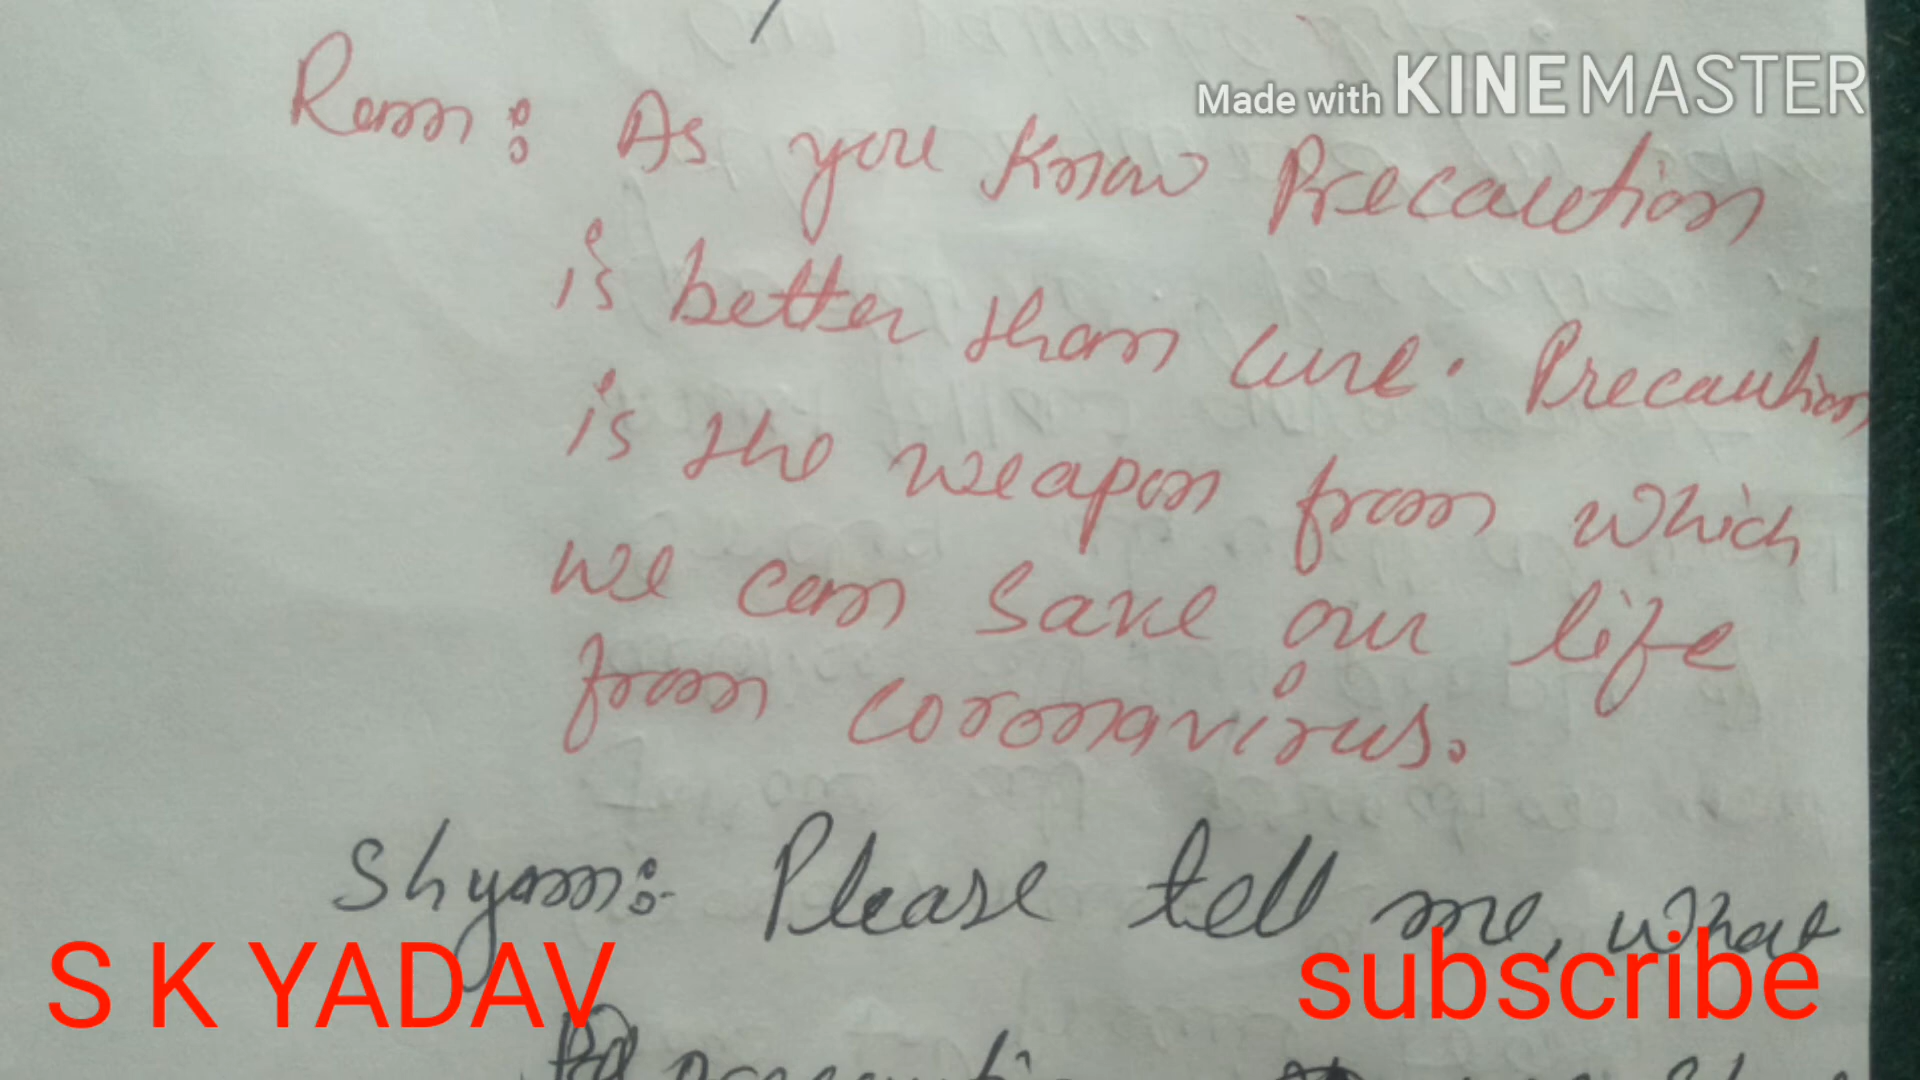 Made with KINEMASTER
Ram: As you know Precaution
is better than cure. Precaution
is the weapon from which
we can save our life
from coronavirus.
Shyam:- Please tell me, what
S K YADAV
subscribe